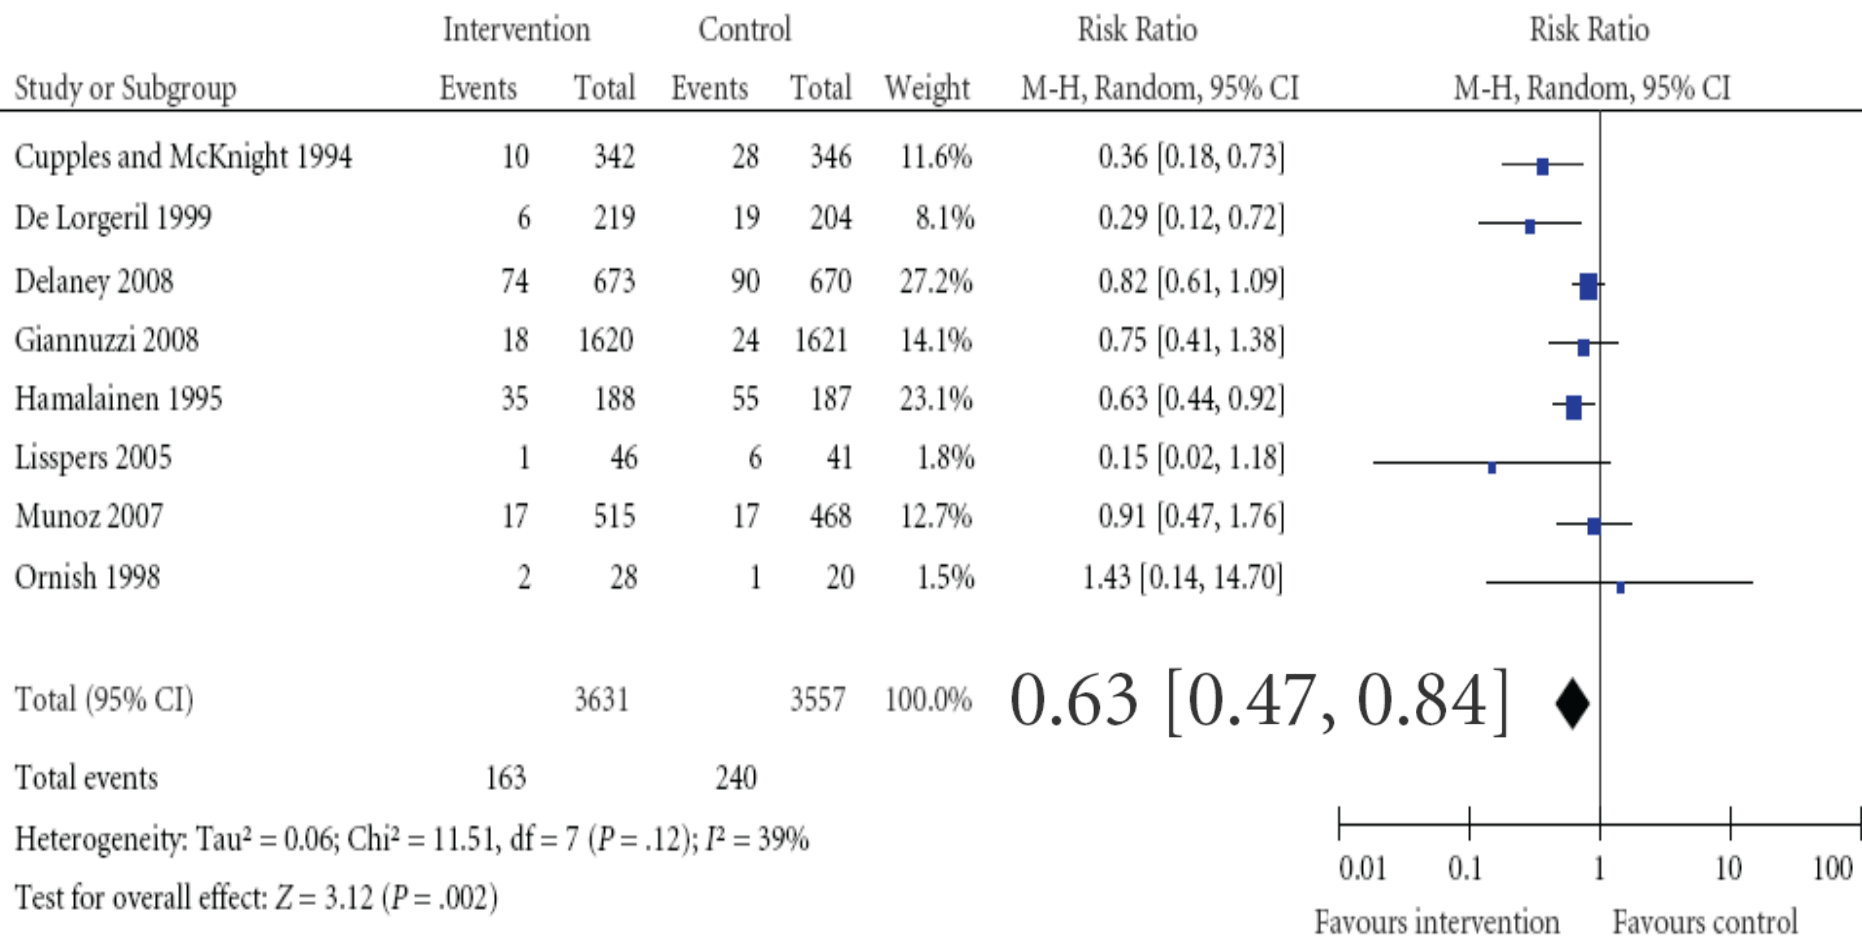 Intervention Control Risk Ratio Risk Ratio
Study or Subgroup Events Total Events Total Weight M-H, Random, 95% CI M-H, Random, 95% CI
Cupples and McKnight 1994 10 342 28 346 11.6% 0.36 [0.18, 0.73]
De Lorgeril 1999 6 219 19 204 8.1% 0.29 [0.12, 0.72]
Delaney 2008 74 673 90 670 27.2% 0.82 [0.61, 1.09]
Giannuzzi 2008 18 1620 24 1621 14.1% 0.75 [0.41, 1.38]
Hamalainen 1995 35 188 55 187 23.1% 0.63 [0.44, 0.92]
Lisspers 2005 1 46 6 41 1.8% 0.15 [0.02, 1.18]
Munoz 2007 17 515 17 468 12.7% 0.91 [0.47, 1.76]
Ornish 1998 2 28 1 20 1.5% 1.43 [0.14, 14.70]
Total (95% CI) 3631 3557 100.0% 0.63 [0.47, 0.84]
Total events 163 240
Heterogeneity: Tau² = 0.06; Chi² = 11.51, df = 7 (P = .12); I² = 39%
0.01 0.1 1 10 100
Test for overall effect: Z = 3.12 (P = .002)
Favours intervention Favours control